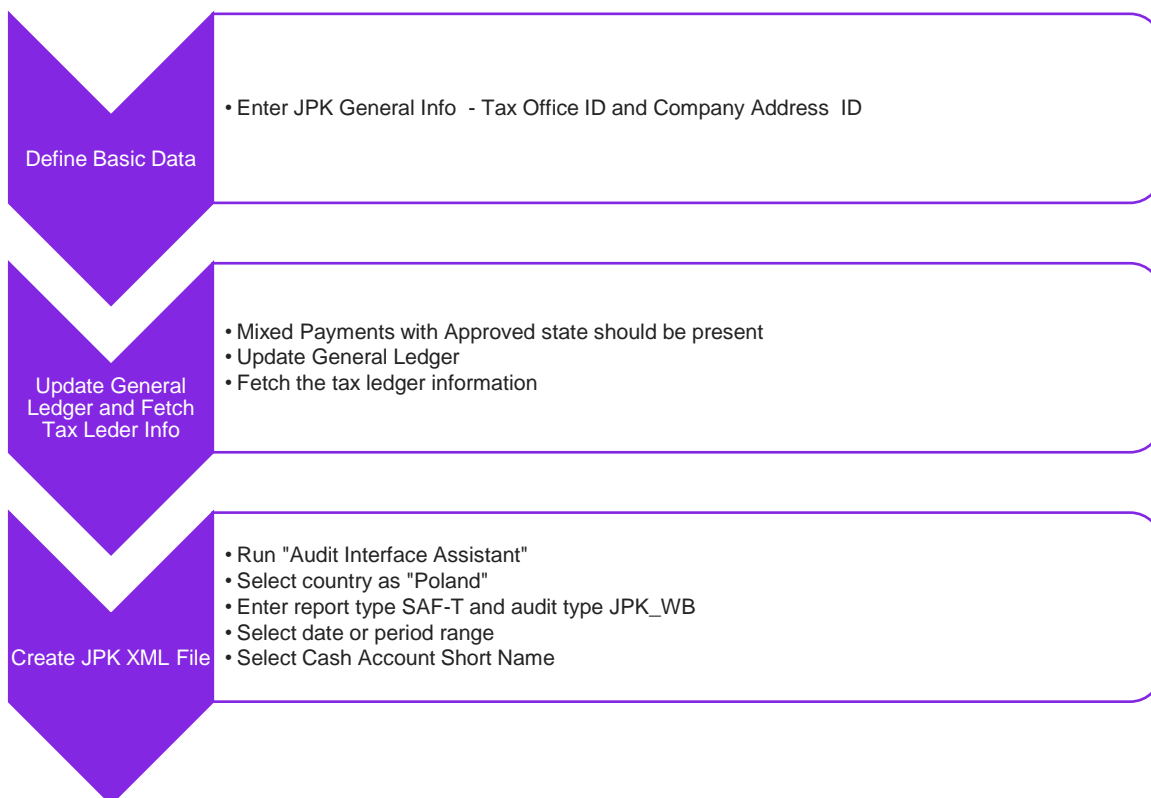 Define Basic Data
• Enter JPK General Info  - Tax Office ID and Company Address  ID
Update General
Ledger and Fetch
Tax Leder Info
• Mixed Payments with Approved state should be present
• Update General Ledger
• Fetch the tax ledger information
Create JPK XML File
• Run "Audit Interface Assistant"
• Select country as "Poland"
• Enter report type SAF-T and audit type JPK_WB
• Select date or period range
• Select Cash Account Short Name